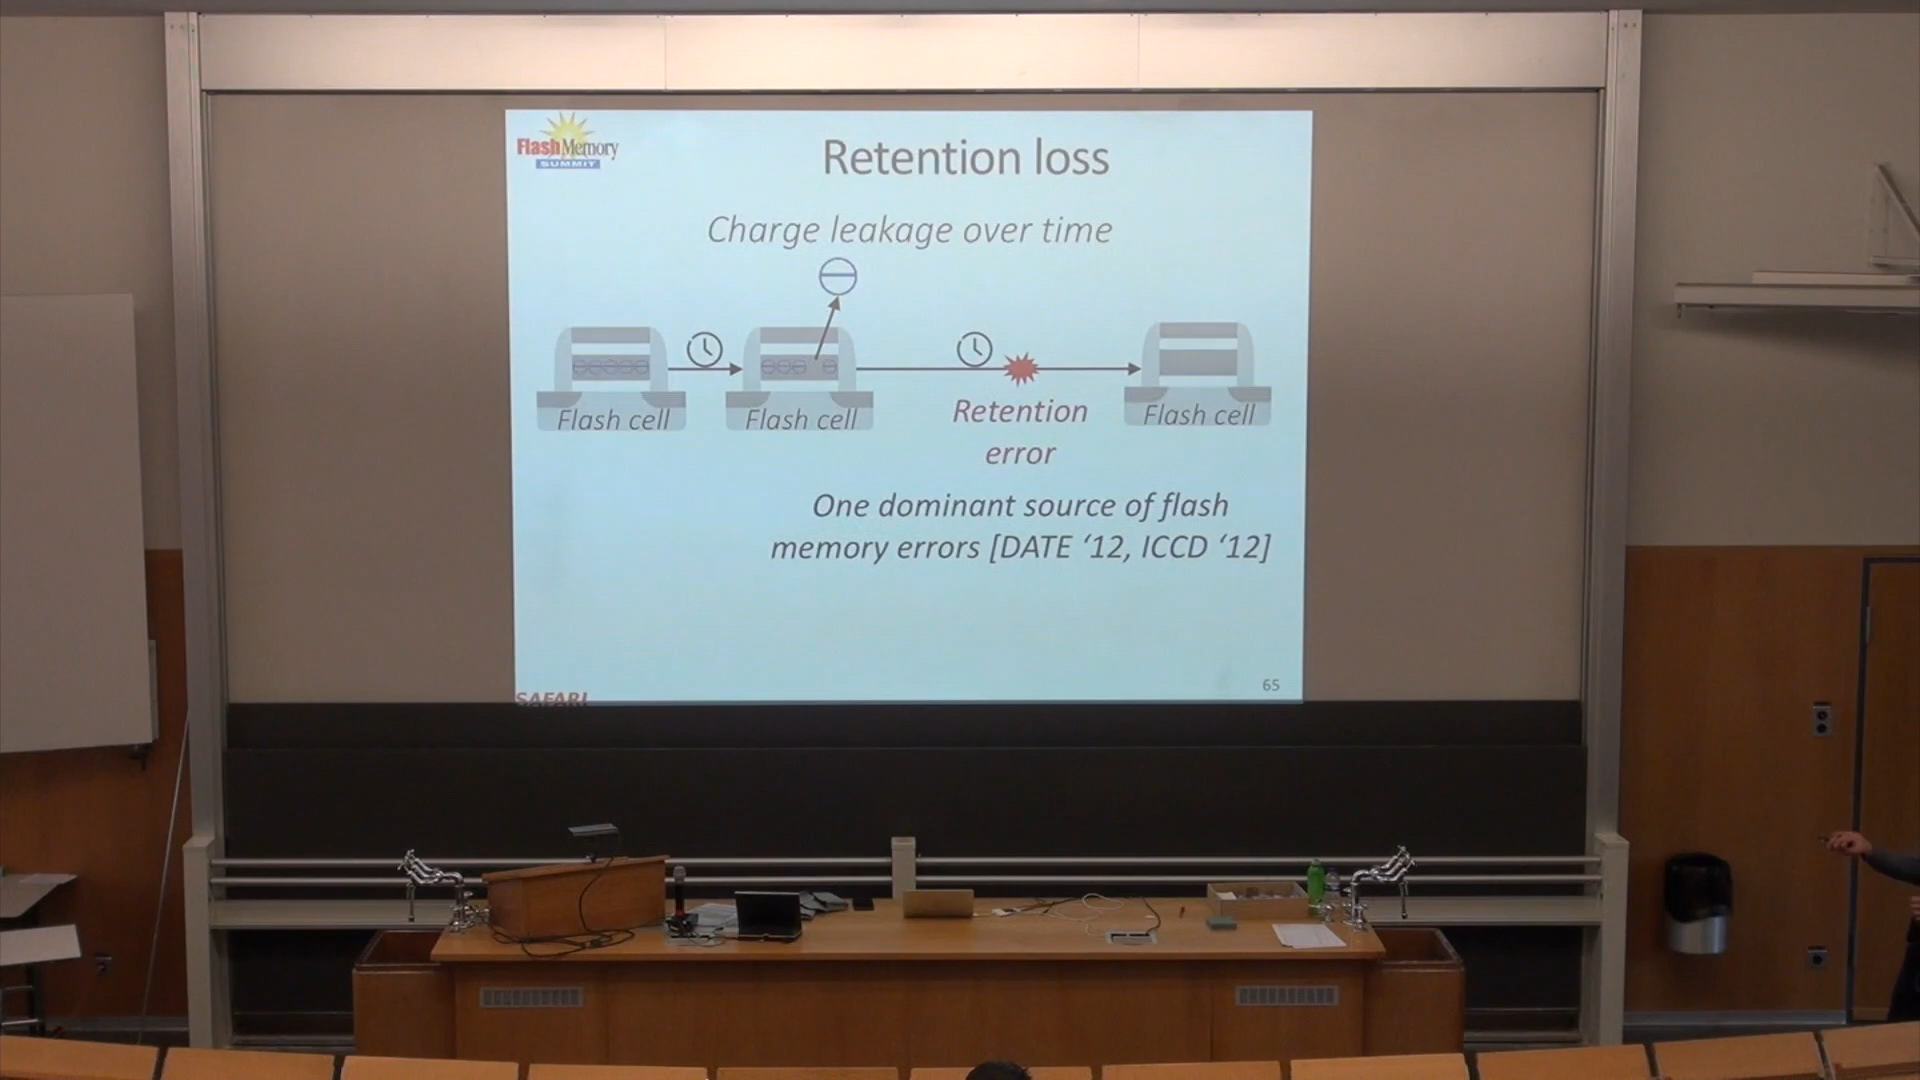 Flash Memory
SUMMIT
Retention loss
Charge leakage over time
Flash cell
Flash cell
Retention
error
Flash cell
One dominant source of flash
memory errors [DATE ‘12, ICCD ‘12]
SAFARI
65